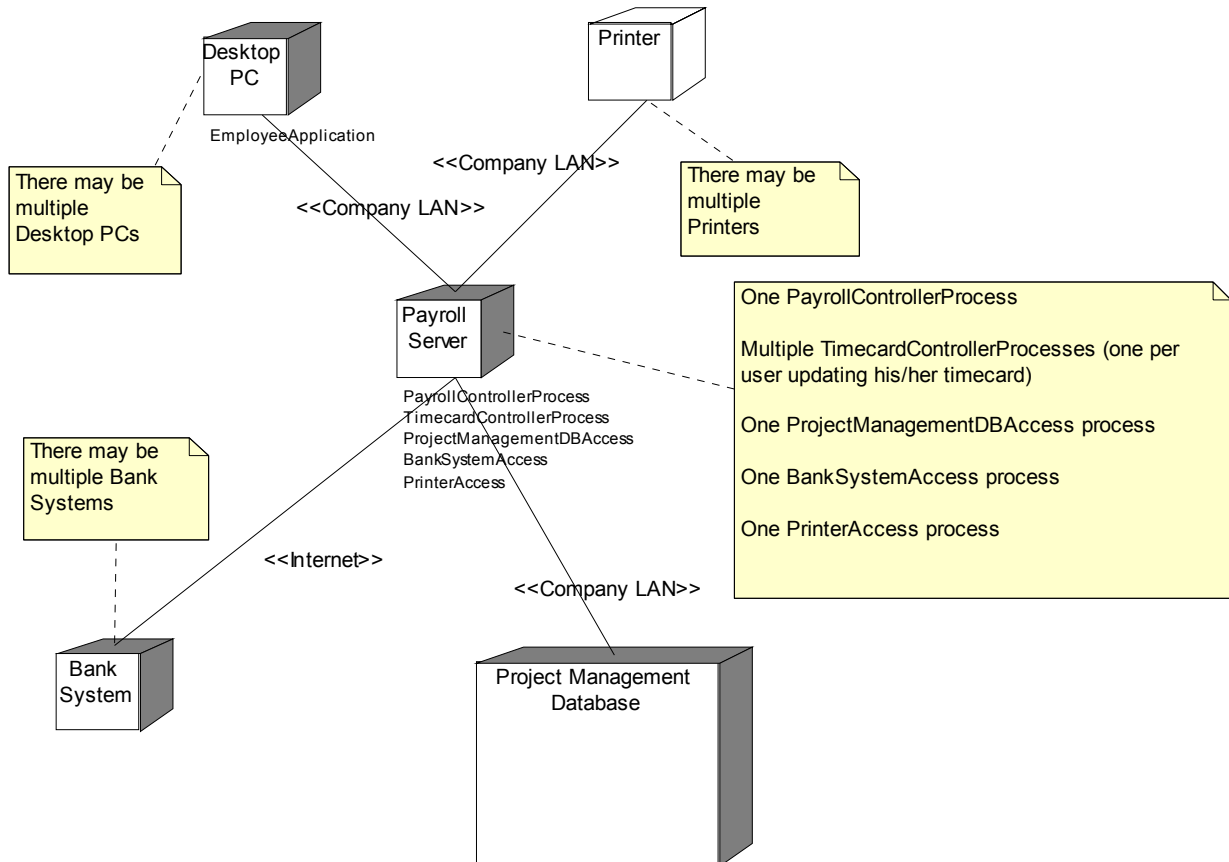 Desktop
PC
EmployeeApplication
Printer
<<Company LAN>>
There may be
multiple
Desktop PCs
<<Company LAN>>
There may be
multiple
Printers
Payroll
Server
PayrollControllerProcess
TimecardControllerProcess
ProjectManagementDBAccess
BankSystemAccess
PrinterAccess
One PayrollControllerProcess
Multiple TimecardControllerProcesses (one per
user updating his/her timecard)
One ProjectManagementDBAccess process
One BankSystemAccess process
One PrinterAccess process
There may be
multiple Bank
Systems
<<Internet>>
<<Company LAN>>
Bank
System
Project Management
Database